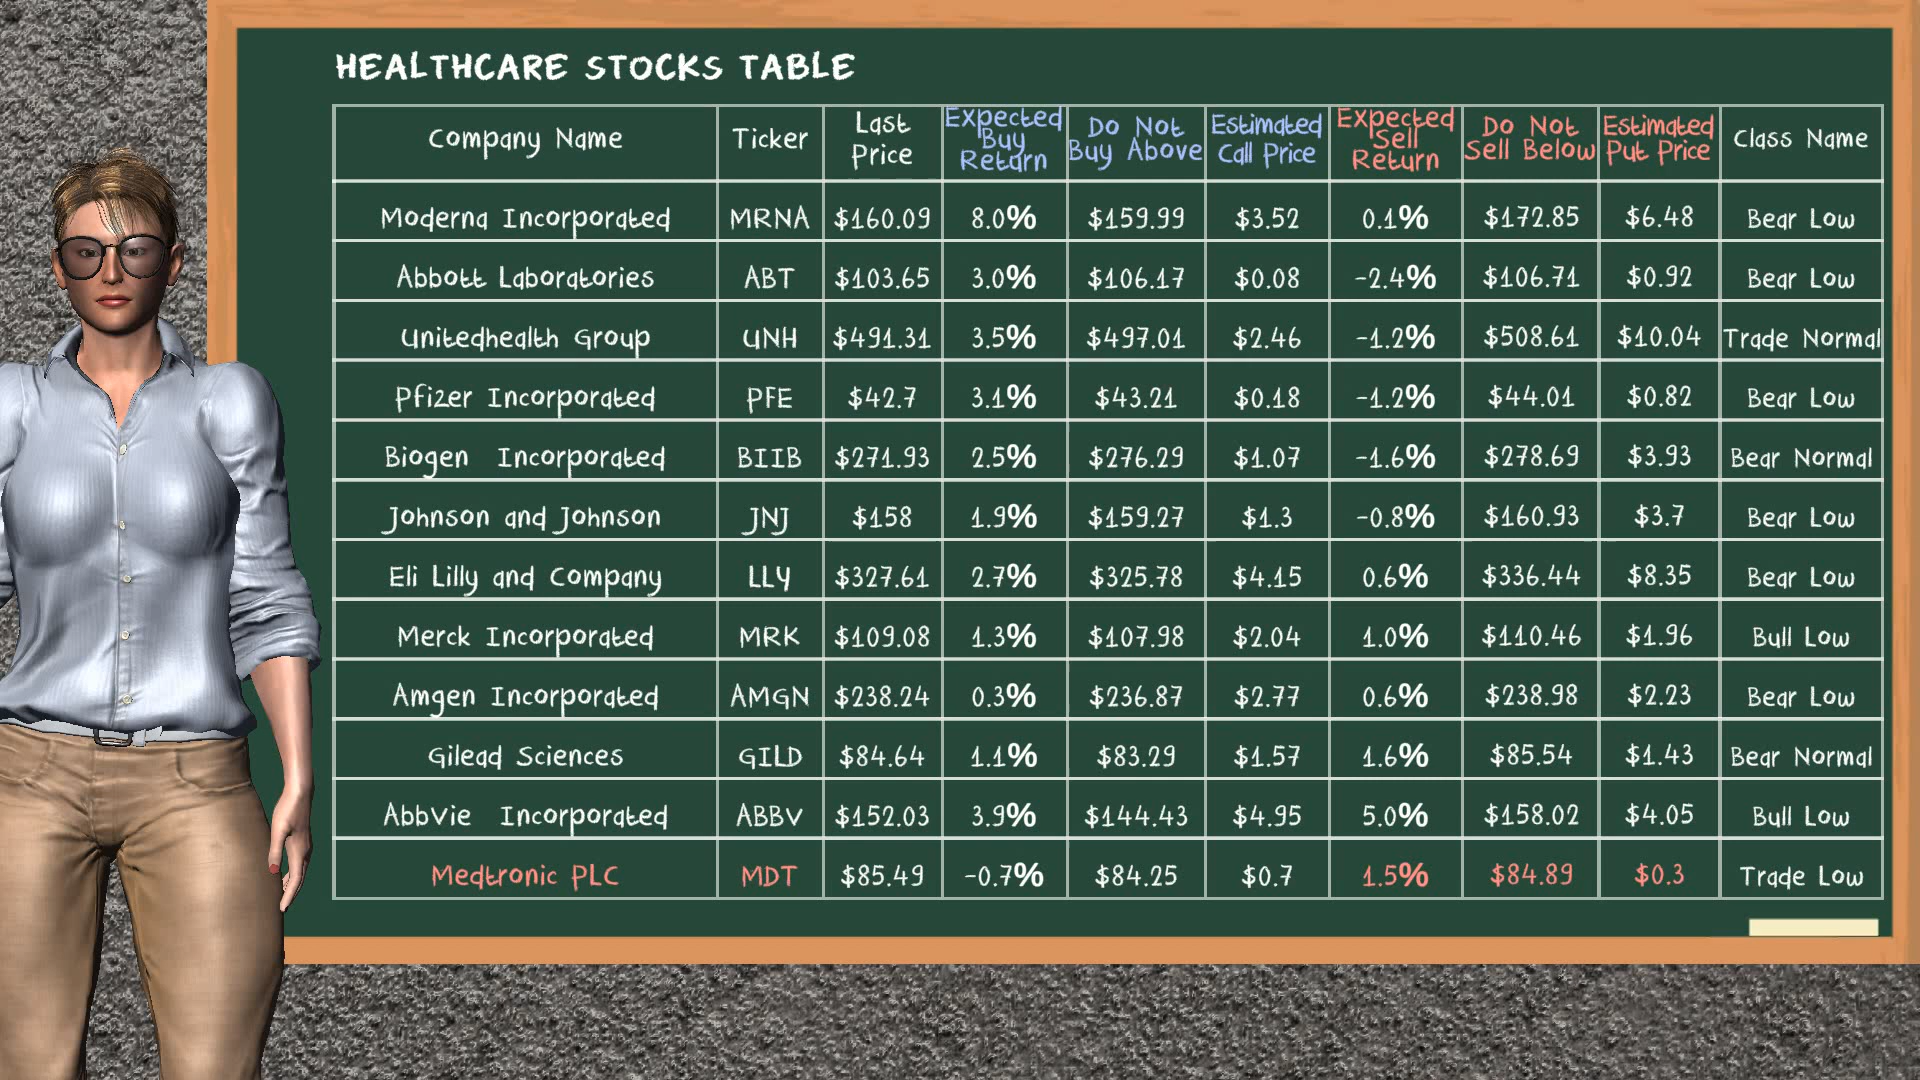 HEALTHCARE STOCKS TABLE
Company Name Ticker Last Price Expected Buy Return Do Not Buy Above Estimated Call Price Expected Sell Return Do Not Sell Below Estimated Put Price Class Name
Moderna Incorporated MRNA $160.09 8.0% $159.99 $3.52 0.1% $172.85 $6.48 Bear Low
Abbott Laboratories ABT $103.65 3.0% $106.17 $0.08 -2.4% $106.71 $0.92 Bear Low
Unitedhealth Group UNH $491.31 3.5% $497.01 $2.46 -1.2% $508.61 $10.04 Trade Normal
Pfizer Incorporated PFE $42.7 3.1% $43.21 $0.18 -1.2% $44.01 $0.82 Bear Low
Biogen Incorporated BIIB $271.93 2.5% $276.29 $1.07 -1.6% $278.69 $3.93 Bear Normal
Johnson and Johnson JNJ $158 1.9% $159.27 $1.3 -0.8% $160.93 $3.7 Bear Low
Eli Lilly and Company LLY $327.61 2.7% $325.78 $4.15 0.6% $336.44 $8.35 Bear Low
Merck Incorporated MRK $109.08 1.3% $107.98 $2.04 1.0% $110.46 $1.96 Bull Low
Amgen Incorporated AMGN $238.24 0.3% $236.87 $2.77 0.6% $238.98 $2.23 Bear Low
Gilead Sciences GILD $84.64 1.1% $83.29 $1.57 1.6% $85.54 $1.43 Bear Normal
AbbVie Incorporated ABBV $152.03 3.9% $144.43 $4.95 5.0% $158.02 $4.05 Bull Low
Medtronic PLC MDT $85.49 -0.7% $84.25 $0.7 1.5% $84.89 $0.3 Trade Low